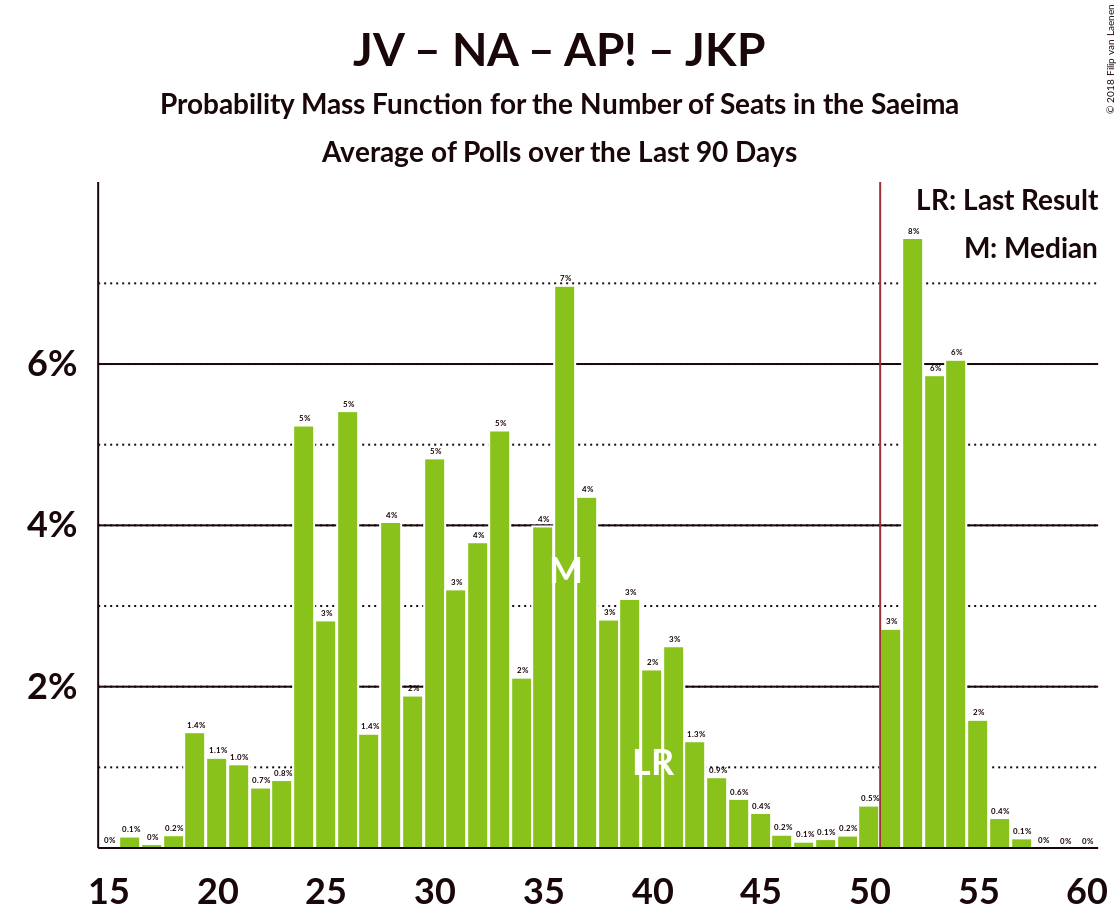 JV – NA – AP! – JKP
Probability Mass Function for the Number of Seats in the Saeima
Average of Polls over the Last 90 Days
© 2018 Filip van Laenen
LR: Last Result
M: Median
6%
4%
2%
0% 0.1% 0% 0.2% 1.4% 1.1% 1.0% 0.7% 0.8% 5% 3% 5% 1.4% 4% 2% 5% 3% 4% 5% 2% 4% 7% 4% 3% 3% 2% 3% 1.3% 0.9% 0.6% 0.4% 0.2% 0.1% 0.1% 0.2% 0.5% 3% 8% 6% 6% 2% 0.4% 0.1% 0% 0% 0%
M
LR
15 20 25 30 35 40 45 50 55 60